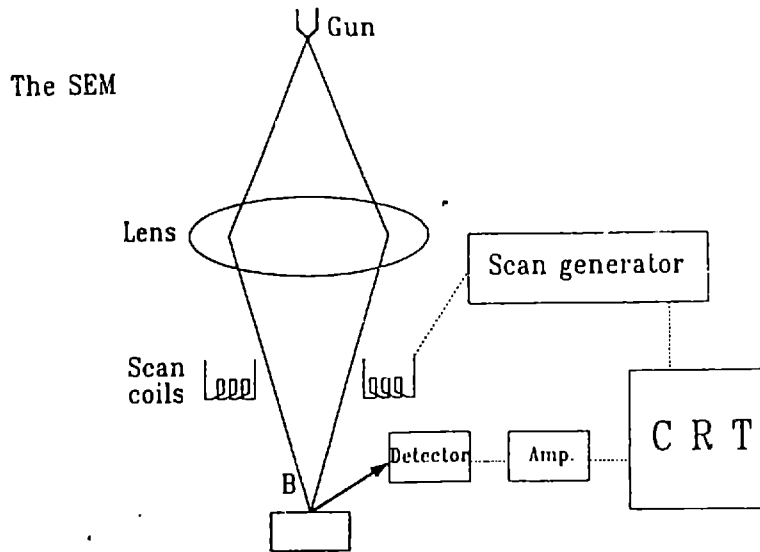 Gun
The SEM
Lens
Scan generator
Scan
coils
C R T
Detector
Amp.
B